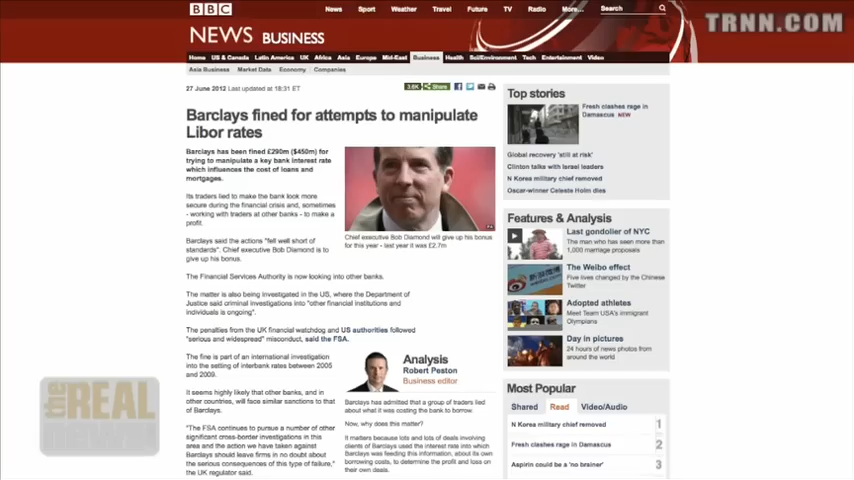 BBC
News Sport Weather Travel Future TV Radio More...
Search
TRNN.COM
NEWS BUSINESS
Home US & Canada Latin America UK Africa Asia Europe Mid-East Business Health Sci/Environment Tech Entertainment Video
Asia Business Market Data Economy Companies
27 June 2012 Last updated at 18:31 ET
3.6K Share
Barclays fined for attempts to manipulate
Libor rates
Barclays has been fined £290m ($450m) for
trying to manipulate a key bank interest rate
which influences the cost of loans and
mortgages.
Its traders lied to make the bank look more
secure during the financial crisis and, sometimes
- working with traders at other banks - to make a
profit.
Chief executive Bob Diamond will give up his bonus
for this year - last year it was £2.7m
Barclays said the actions "fell well short of
standards". Chief executive Bob Diamond is to
give up his bonus.
The Financial Services Authority is now looking into other banks.
The matter is also being investigated in the US, where the Department of
Justice said criminal investigations into "other financial institutions and
individuals is ongoing".
The penalties from the UK financial watchdog and US authorities followed
"serious and widespread" misconduct, said the FSA.
The fine is part of an international investigation
into the setting of interbank rates between 2005
and 2009.
It seems highly likely that other banks, and in
other countries, will face similar sanctions to that
of Barclays.
"The FSA continues to pursue a number of other
significant cross-border investigations in this
area and the action we have taken against
Barclays should leave firms in no doubt about
the serious consequences of this type of failure,"
the UK regulator said.
Analysis
Robert Peston
Business editor
Barclays has admitted that a group of traders lied
about what it was costing the bank to borrow.
Now, why does this matter?
It matters because lots and lots of deals involving
clients of Barclays used the interest rate into which
Barclays was feeding this information, about its own
borrowing costs, to determine the profit and loss on
their own deals.
Top stories
Fresh clashes rage in
Damascus NEW
Global recovery 'still at risk'
Clinton talks with Israel leaders
N Korea military chief removed
Oscar-winner Celeste Holm dies
Features & Analysis
Last gondolier of NYC
The man who has seen more than
1,000 marriage proposals
The Weibo effect
Five lives changed by the Chinese
Twitter
Adopted athletes
Meet Team USA's immigrant
Olympians
Day in pictures
24 hours of news photos from
around the world
Most Popular
Shared Read Video/Audio
N Korea military chief removed 1
Fresh clashes rage in Damascus 2
Aspirin could be a 'no brainer' 3
the REAL
news